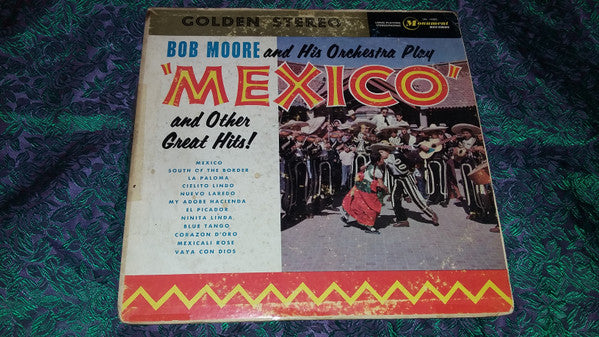 GOLDEN STEREO
Monument
RECORDS
BOB MOORE and His Orchestra Play
"MEXICO"
and Other
Great Hits!
MEXICO
SOUTH OF THE BORDER
LA PALOMA
CIELITO LINDO
NUEVO LAREDO
MY ADOBE HACIENDA
EL PICADOR
NINITA LINDA
BLUE TANGO
CORAZON D'ORO
MEXICALI ROSE
VAYA CON DIOS